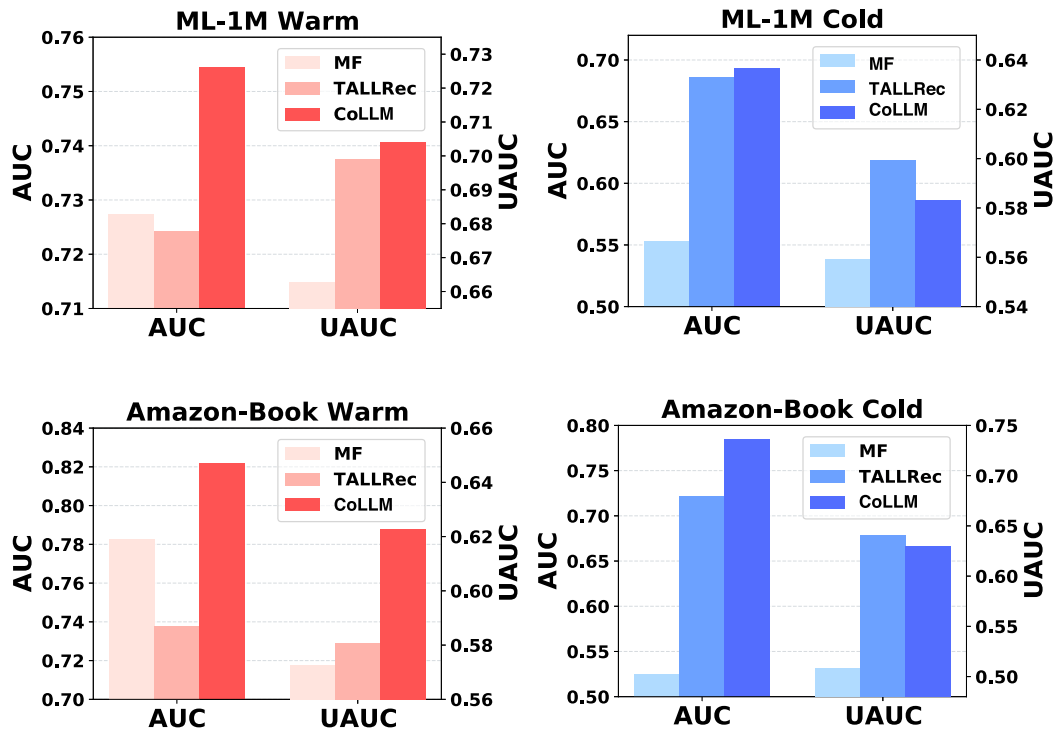 ML-1M Warm
AUC
0.76
0.75
0.74
0.73
0.72
0.71
MF
TALLRec
CoLLM
0.73
0.72
0.71
0.70
0.69
0.68
0.67
0.66
UAUC
AUC UAUC
ML-1M Cold
AUC
0.70
0.65
0.60
0.55
0.50
MF
TALLRec
CoLLM
0.64
0.62
0.60
0.58
0.56
0.54
UAUC
AUC UAUC
Amazon-Book Warm
AUC
0.84
0.82
0.80
0.78
0.76
0.74
0.72
0.70
MF
TALLRec
CoLLM
0.66
0.64
0.62
0.60
0.58
0.56
UAUC
AUC UAUC
Amazon-Book Cold
AUC
0.80
0.75
0.70
0.65
0.60
0.55
0.50
MF
TALLRec
CoLLM
0.75
0.70
0.65
0.60
0.55
0.50
UAUC
AUC UAUC